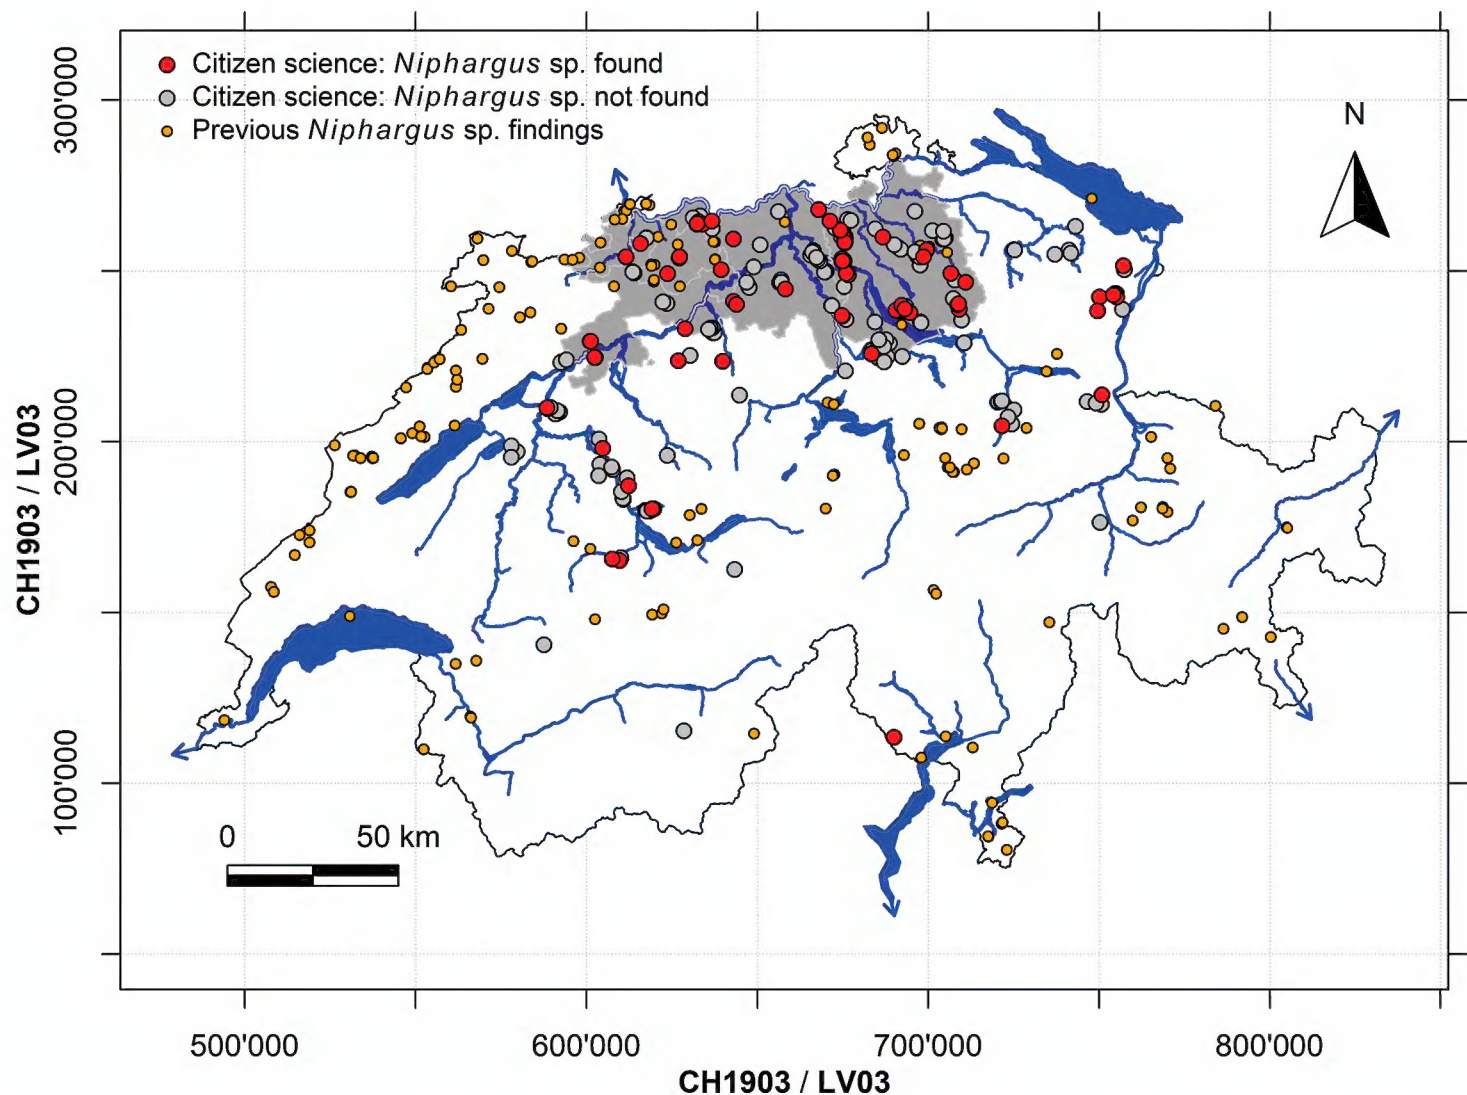 Citizen science: Niphargus sp. found
Citizen science: Niphargus sp. not found
Previous Niphargus sp. findings
N
300'000
200'000
100'000
CH1903 / LV03
0 50 km
500'000 600'000 700'000 800'000
CH1903 / LV03